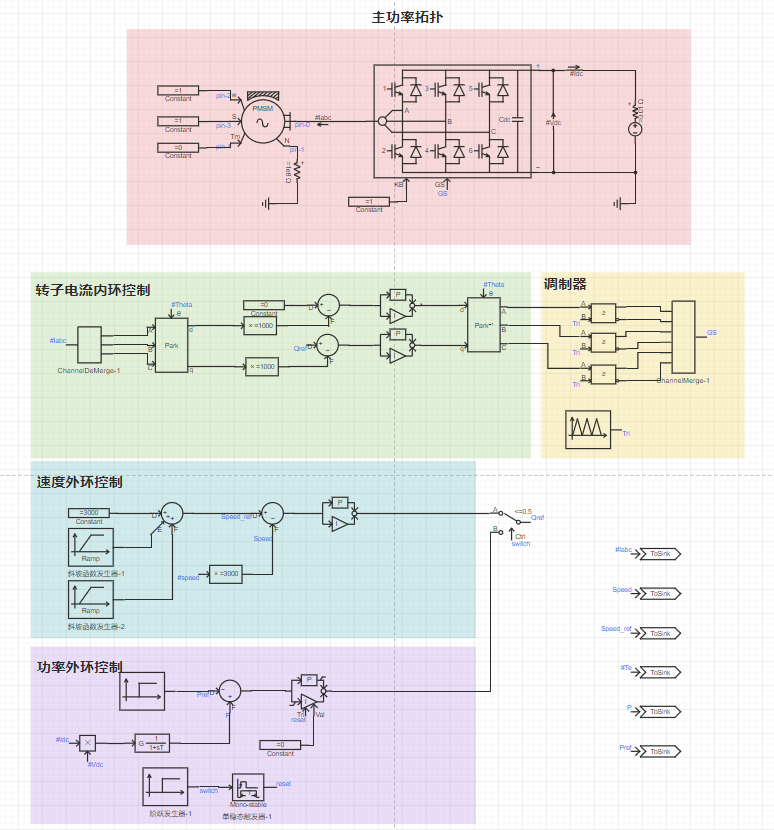 主功率拓扑
=1
Constant
pin-2
w
=1
Constant
pin-3
S
=0
Constant
Tm
PMSM
#Iabc
pin-0
N
pin-1
=1e8 Ω
1
3
5
A
B
C
2
4
6
Cdc
+
-
#Idc
#Vdc
KB
GS
GS
=1
Constant
转子电流内环控制
#Iabc
ChannelDeMerge-1
A
B
C
#Theta
θ
Park
d
q
=0
Constant
× =1000
× =1000
D
F
Qref
D
F
P
I
P
I
#Theta
θ
d
q
Park⁻¹
A
B
C
调制器
A
B
Tri
≥
A
B
Tri
≥
A
B
Tri
≥
GS
ChannelMerge-1
Tri
速度外环控制
=3000
Constant
D
E
F
Ramp
斜坡函数发生器-1
Ramp
斜坡函数发生器-2
Speed_ref
D
F
Speed
#speed
× =3000
P
I
A
B
<=0.5
Qref
Ctrl
switch
#Iabc
ToSink
Speed
ToSink
Speed_ref
ToSink
#Te
ToSink
P
ToSink
Pref
ToSink
功率外环控制
Pref
D
F
P
P
I
Tri
reset
Val
#Idc
×
#Vdc
G
1
1+sT
=0
Constant
switch
阶跃发生器-1
Mono-stable
单稳态触发器-1
reset